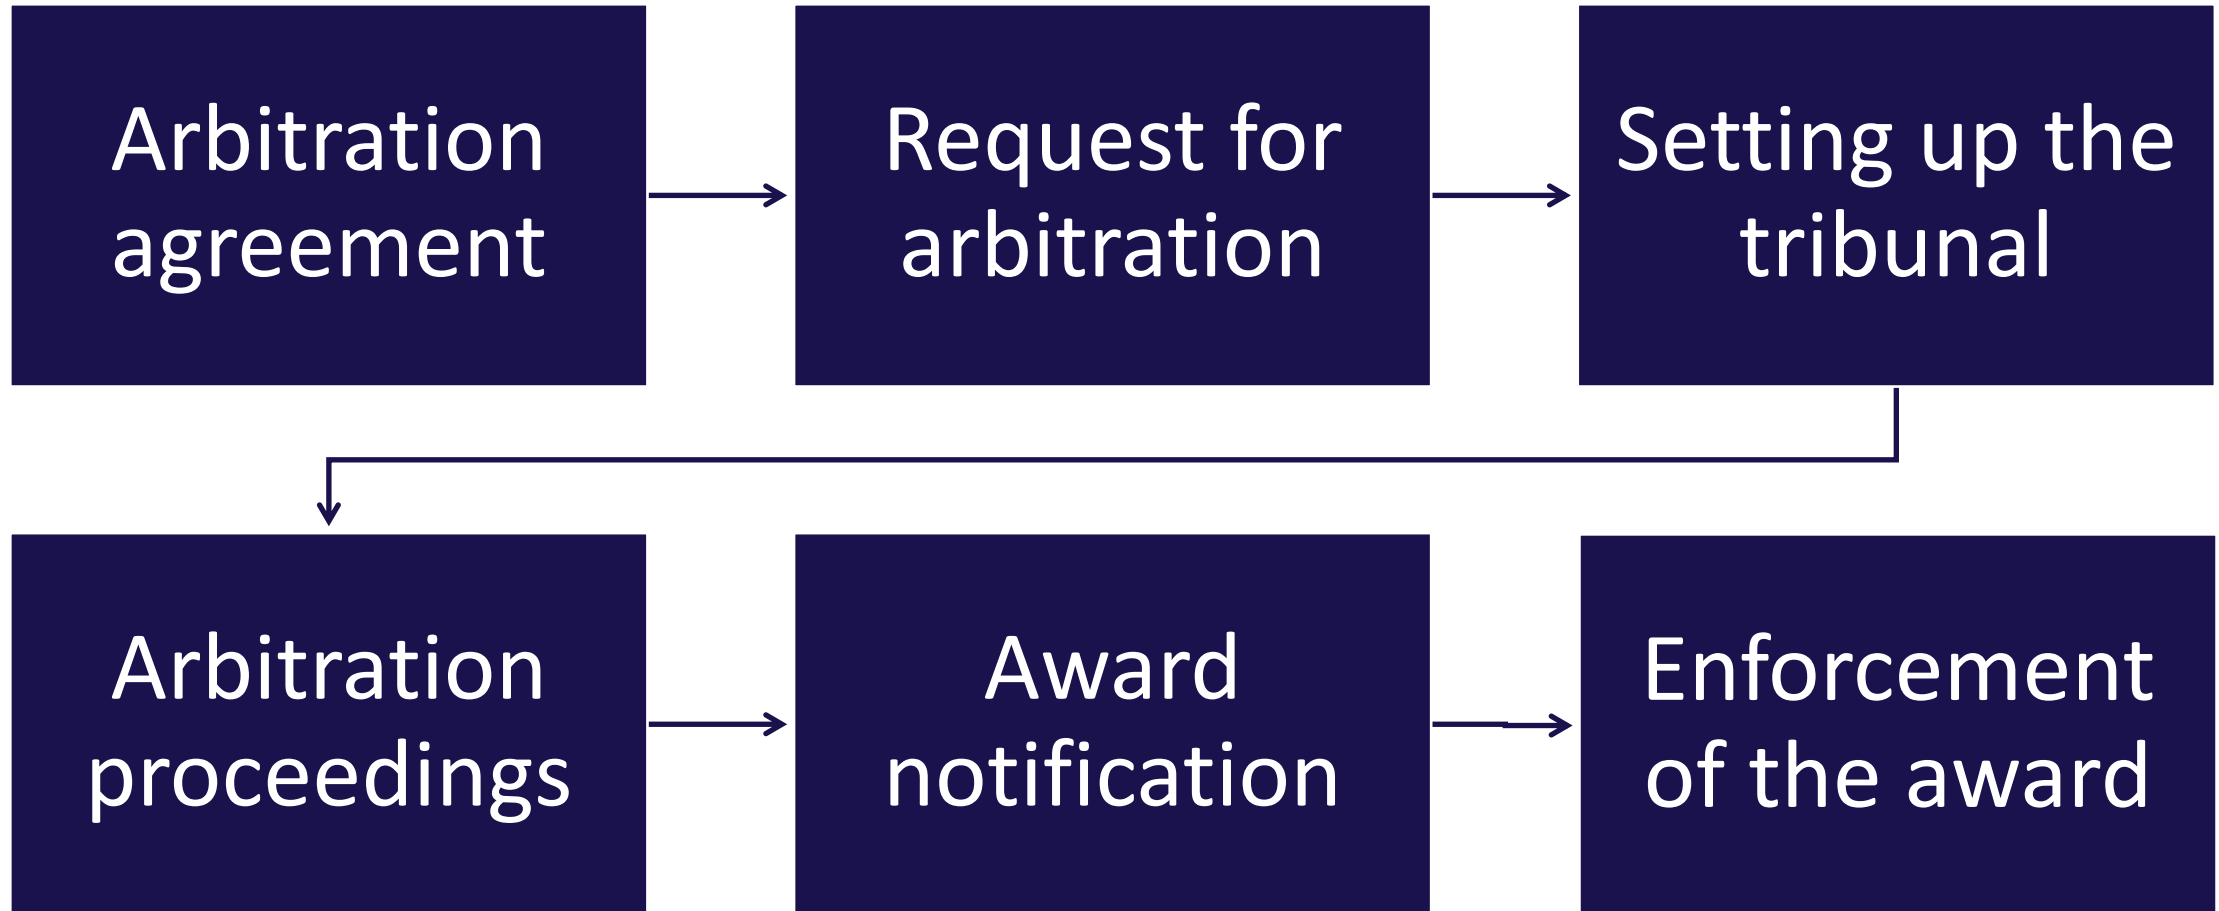 Arbitration
agreement
Request for
arbitration
Setting up the
tribunal
Arbitration
proceedings
Award
notification
Enforcement
of the award